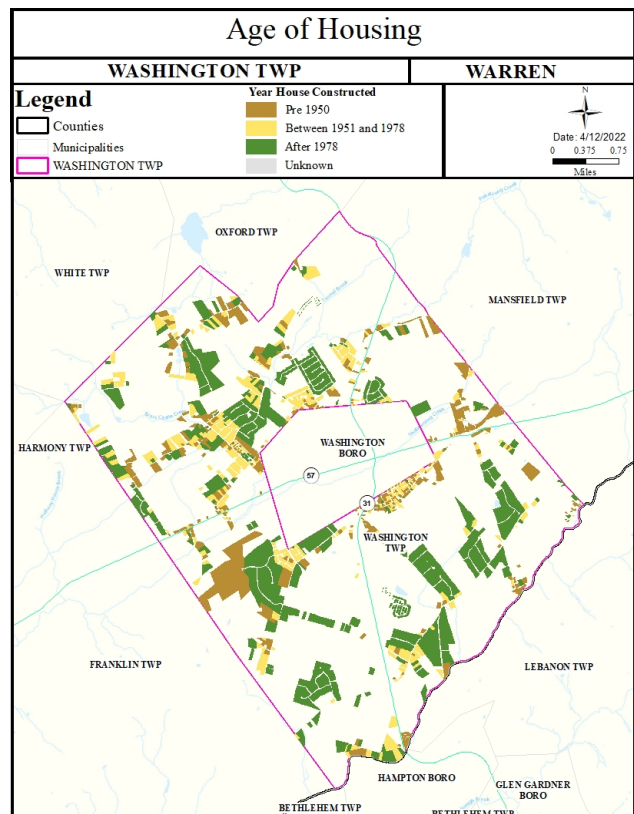 Age of Housing
WASHINGTON TWP
WARREN
Legend
Counties
Municipalities
WASHINGTON TWP
Year House Constructed
Pre 1950
Between 1951 and 1978
After 1978
Unknown
N
Date: 4/12/2022
0 0.375 0.75
Miles
OXFORD TWP
WHITE TWP
MANSFIELD TWP
HARMONY TWP
WASHINGTON
BORO
57
31
WASHINGTON
TWP
FRANKLIN TWP
LEBANON TWP
HAMPTON BORO
GLEN GARDNER
BORO
BETHLEHEM TWP
BETHLEHEM TWP